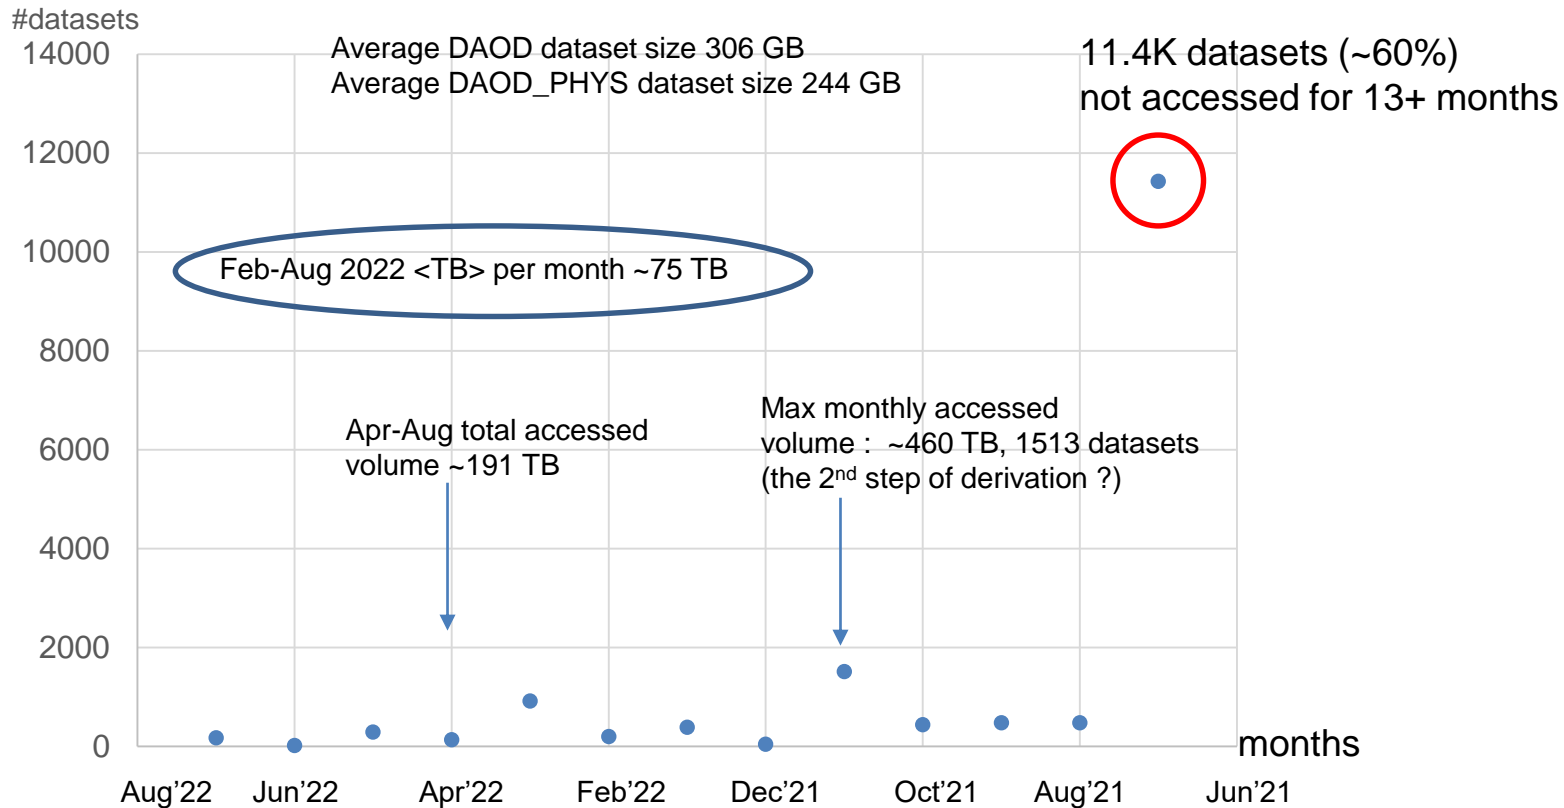 #datasets
14000
12000
10000
8000
6000
4000
2000
0
Average DAOD dataset size 306 GB
Average DAOD_PHYS dataset size 244 GB
11.4K datasets (~60%)
not accessed for 13+ months
Feb-Aug 2022 <TB> per month ~75 TB
Apr-Aug total accessed
volume ~191 TB
Max monthly accessed
volume : ~460 TB, 1513 datasets
(the 2nd step of derivation ?)
months
Aug’22 Jun’22 Apr’22 Feb’22 Dec’21 Oct’21 Aug’21 Jun’21